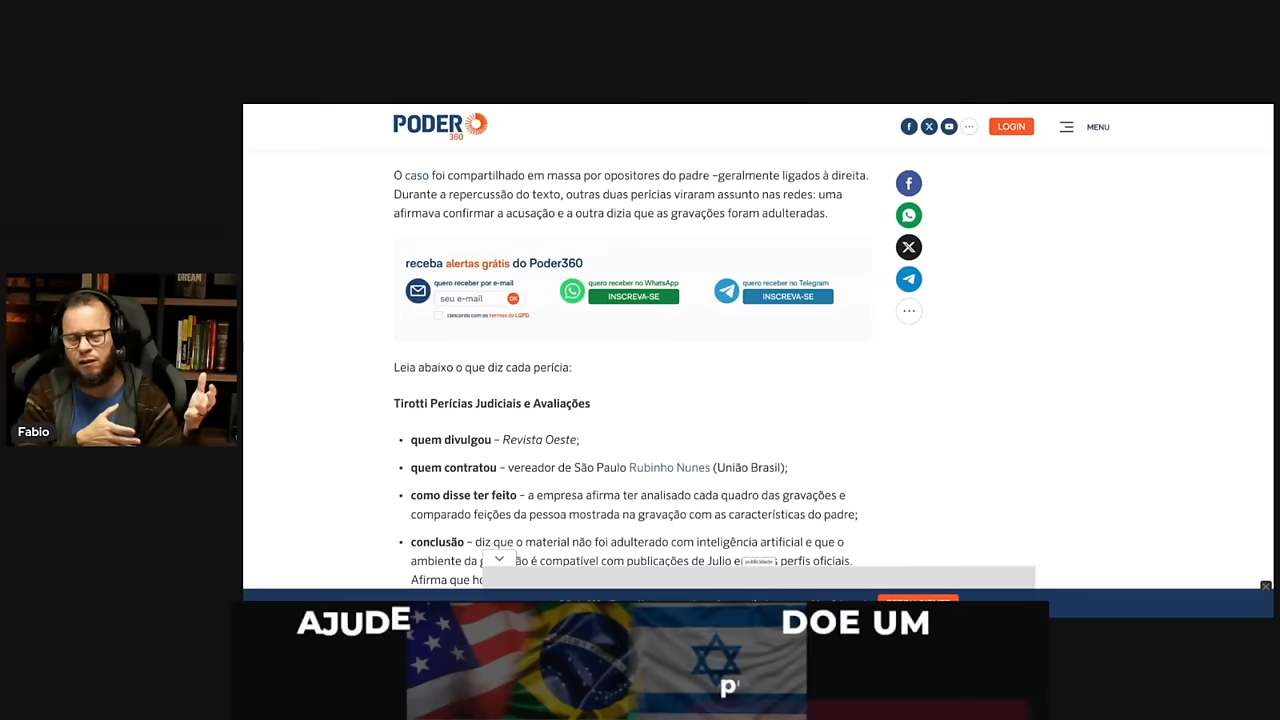 PODER
360
LOGIN
MENU
O caso foi compartilhado em massa por opositores do padre –geralmente ligados à direita.
Durante a repercussão do texto, outras duas perícias viraram assunto nas redes: uma
afirmava confirmar a acusação e a outra dizia que as gravações foram adulteradas.
receba alertas grátis do Poder360
quero receber por e-mail
seu e-mail
OK
concordo com os termos da LGPD.
quero receber no WhatsApp
INSCREVA-SE
quero receber no Telegram
INSCREVA-SE
Leia abaixo o que diz cada perícia:
Tirotti Perícias Judiciais e Avaliações
• quem divulgou – Revista Oeste;
• quem contratou – vereador de São Paulo Rubinho Nunes (União Brasil);
• como disse ter feito – a empresa afirma ter analisado cada quadro das gravações e
comparado feições da pessoa mostrada na gravação com as características do padre;
• conclusão – diz que o material não foi adulterado com inteligência artificial e que o
ambiente da g ão é compatível com publicações de Julio e perfis oficiais.
publicidade
Afirma que
DREAM
Fabio
AJUDE
DOE UM
p